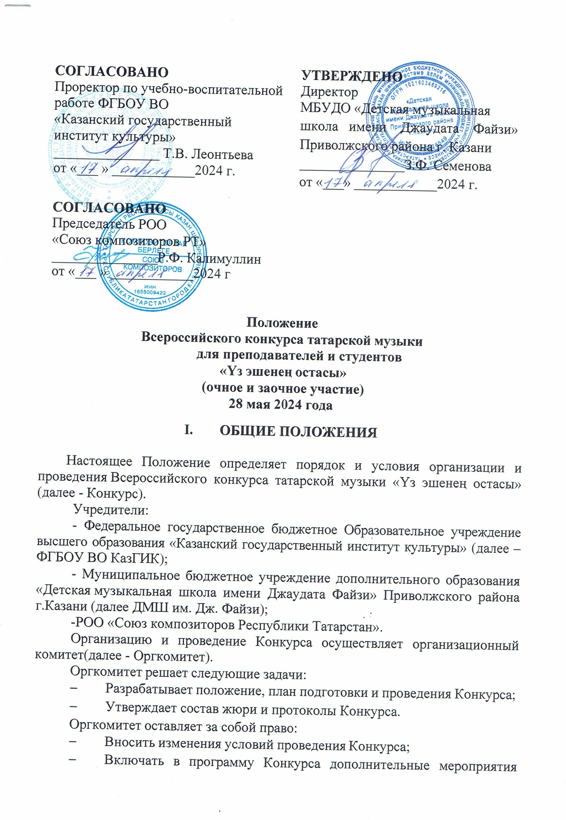 СОГЛАСОВАНО
Проректор по учебно-воспитательной
работе ФГБОУ ВО
«Казанский государственный
институт культуры»
Т.В. Леонтьева
от «17» апреля 2024 г.
УТВЕРЖДЕНО
Директор
МБУДО «Детская музыкальная
школа имени Джаудата Файзи»
Приволжского района г. Казани
З.Ф. Семенова
от «17» апреля 2024 г.
СОГЛАСОВАНО
Председатель РОО
«Союз композиторов РТ»
Р.Ф. Калимуллин
от «17» апреля 2024 г
БЕРЛЕГЕ
СОЮЗ
КОМПОЗИТОРОВ
ИНН
1655009422
Положение
Всероссийского конкурса татарской музыки
для преподавателей и студентов
«Үз эшенең остасы»
(очное и заочное участие)
28 мая 2024 года
I. ОБЩИЕ ПОЛОЖЕНИЯ
Настоящее Положение определяет порядок и условия организации и
проведения Всероссийского конкурса татарской музыки «Үз эшенең остасы»
(далее - Конкурс).
Учредители:
- Федеральное государственное бюджетное Образовательное учреждение
высшего образования «Казанский государственный институт культуры» (далее –
ФГБОУ ВО КазГИК);
- Муниципальное бюджетное учреждение дополнительного образования
«Детская музыкальная школа имени Джаудата Файзи» Приволжского района
г.Казани (далее ДМШ им. Дж. Файзи);
-РОО «Союз композиторов Республики Татарстан».
Организацию и проведение Конкурса осуществляет организационный
комитет(далее - Оргкомитет).
Оргкомитет решает следующие задачи:
– Разрабатывает положение, план подготовки и проведения Конкурса;
– Утверждает состав жюри и протоколы Конкурса.
Оргкомитет оставляет за собой право:
– Вносить изменения условий проведения Конкурса;
– Включать в программу Конкурса дополнительные мероприятия